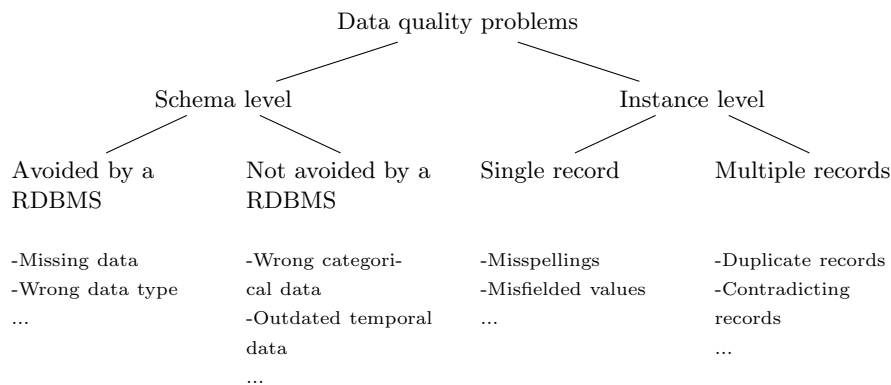 Data quality problems
Schema level
Instance level
Avoided by a
RDBMS
Not avoided by a
RDBMS
Single record
Multiple records
-Missing data
-Wrong data type
...
-Wrong categori-
cal data
-Outdated temporal
data
...
-Misspellings
-Misfielded values
...
-Duplicate records
-Contradicting
records
...